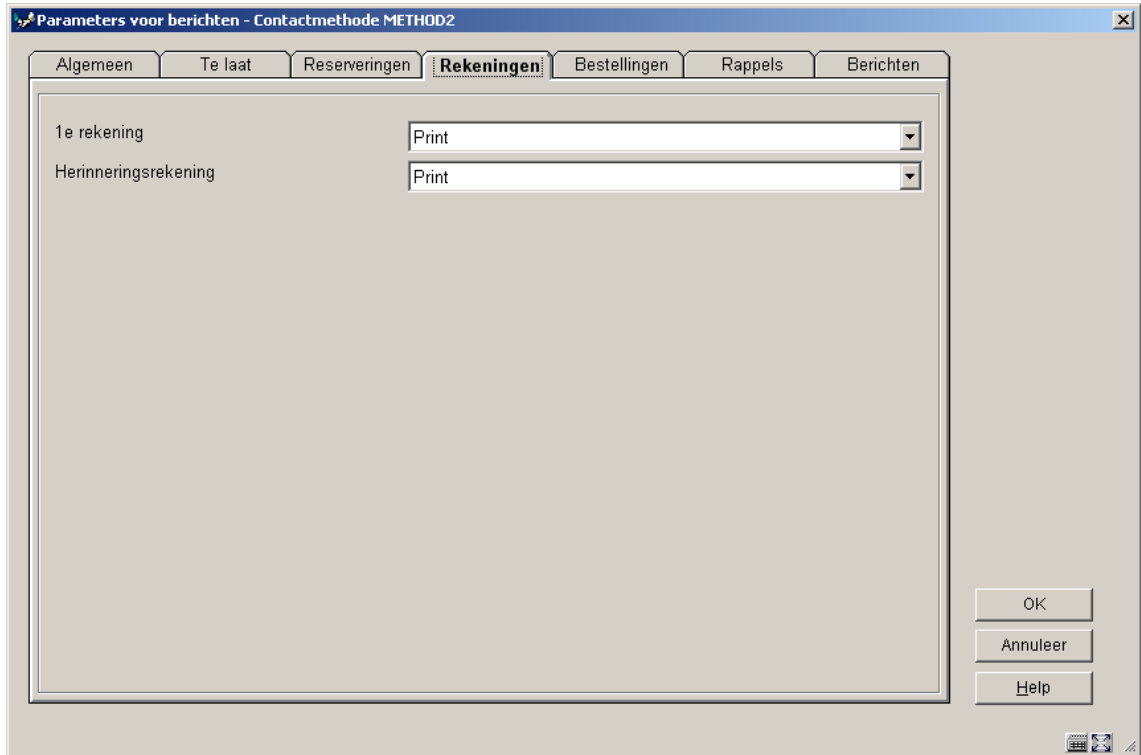 Parameters voor berichten - Contactmethode METHOD2
Algemeen Te laat Reserveringen Rekeningen Bestellingen Rappels Berichten
1e rekening Print
Herinneringsrekening Print
OK
Annuleer
Help